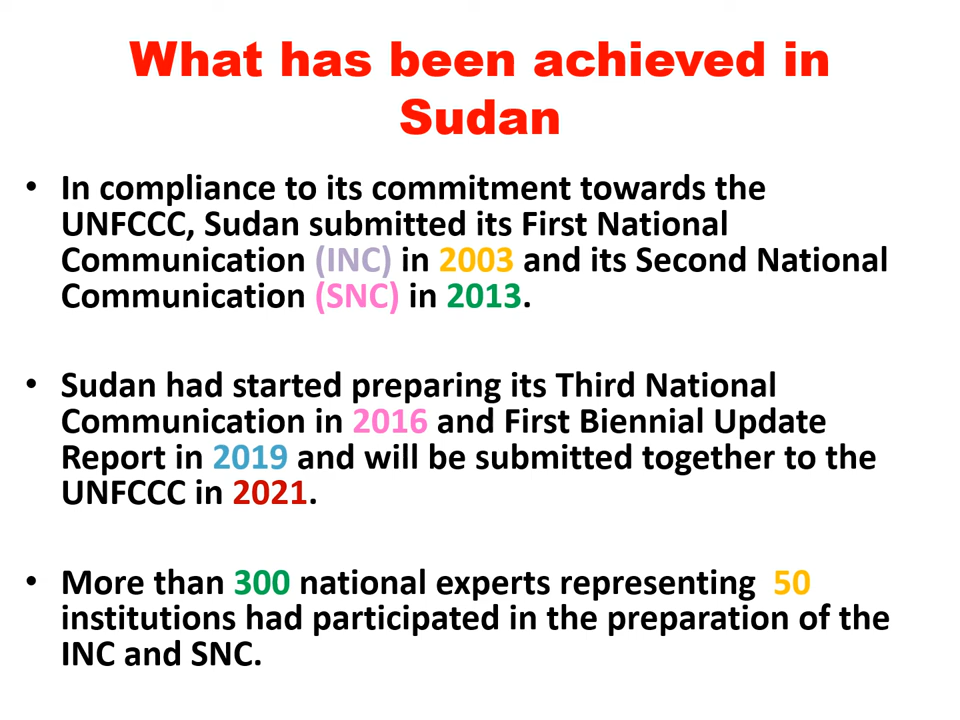 What has been achieved in
Sudan
• In compliance to its commitment towards the
UNFCCC, Sudan submitted its First National
Communication (INC) in 2003 and its Second National
Communication (SNC) in 2013.
• Sudan had started preparing its Third National
Communication in 2016 and First Biennial Update
Report in 2019 and will be submitted together to the
UNFCCC in 2021.
• More than 300 national experts representing 50
institutions had participated in the preparation of the
INC and SNC.